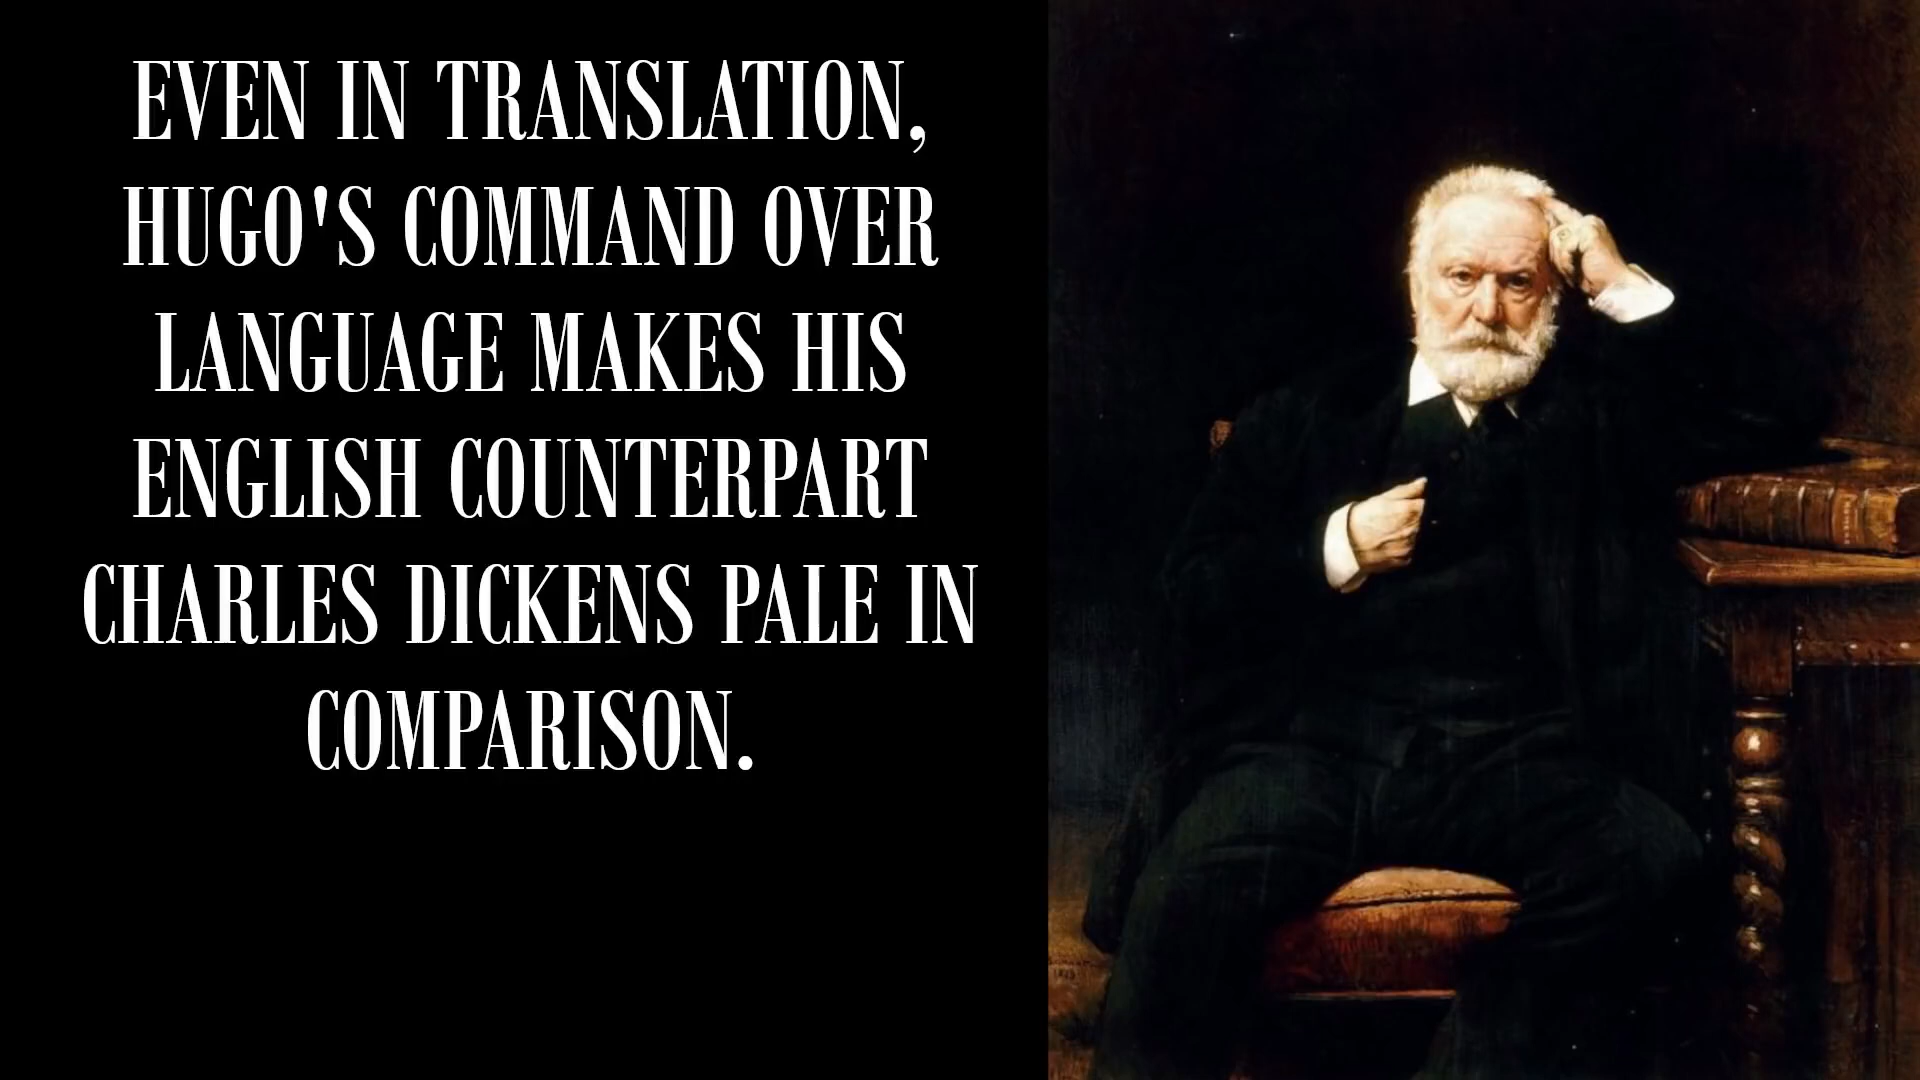 EVEN IN TRANSLATION,
HUGO'S COMMAND OVER
LANGUAGE MAKES HIS
ENGLISH COUNTERPART
CHARLES DICKENS PALE IN
COMPARISON.